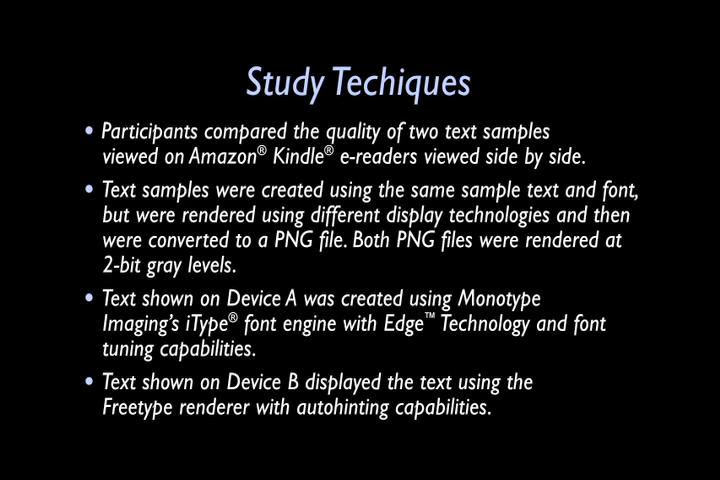 Study Techiques
• Participants compared the quality of two text samples
viewed on Amazon® Kindle® e-readers viewed side by side.
• Text samples were created using the same sample text and font,
but were rendered using different display technologies and then
were converted to a PNG file. Both PNG files were rendered at
2-bit gray levels.
• Text shown on Device A was created using Monotype
Imaging's iType® font engine with Edge™ Technology and font
tuning capabilities.
• Text shown on Device B displayed the text using the
Freetype renderer with autohinting capabilities.